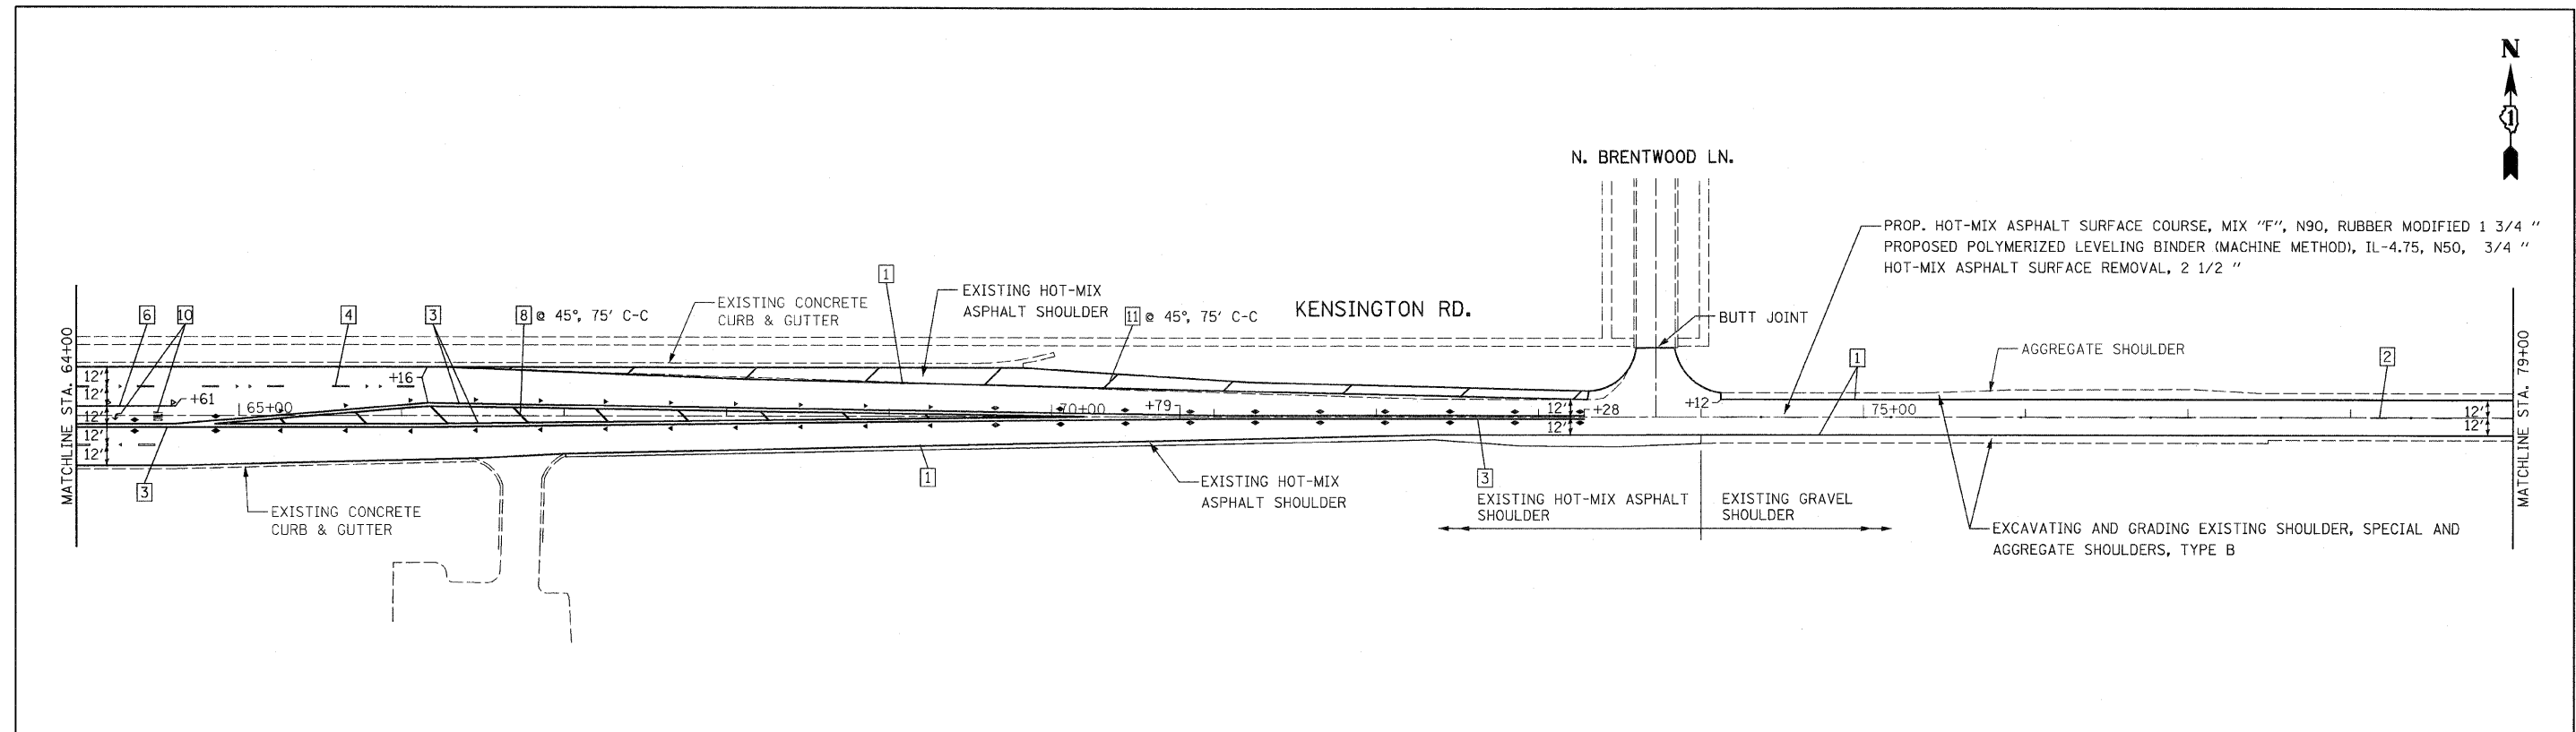 N
1
N. BRENTWOOD LN.
PROP. HOT-MIX ASPHALT SURFACE COURSE, MIX "F", N90, RUBBER MODIFIED 1 3/4 "
PROPOSED POLYMERIZED LEVELING BINDER (MACHINE METHOD), IL-4.75, N50, 3/4 "
HOT-MIX ASPHALT SURFACE REMOVAL, 2 1/2 "
1
EXISTING HOT-MIX
ASPHALT SHOULDER
EXISTING CONCRETE
CURB & GUTTER
KENSINGTON RD.
6
10
4
3
8 @ 45°, 75' C-C
11 @ 45°, 75' C-C
BUTT JOINT
AGGREGATE SHOULDER
1
2
MATCHLINE STA. 64+00
MATCHLINE STA. 79+00
12'
12'
12'
12'
12'
+16
+61
65+00
70+00
+79
12'
12'
+28
+12
75+00
12'
12'
3
1
3
EXISTING CONCRETE
CURB & GUTTER
EXISTING HOT-MIX
ASPHALT SHOULDER
EXISTING HOT-MIX ASPHALT
SHOULDER
EXISTING GRAVEL
SHOULDER
EXCAVATING AND GRADING EXISTING SHOULDER, SPECIAL AND
AGGREGATE SHOULDERS, TYPE B